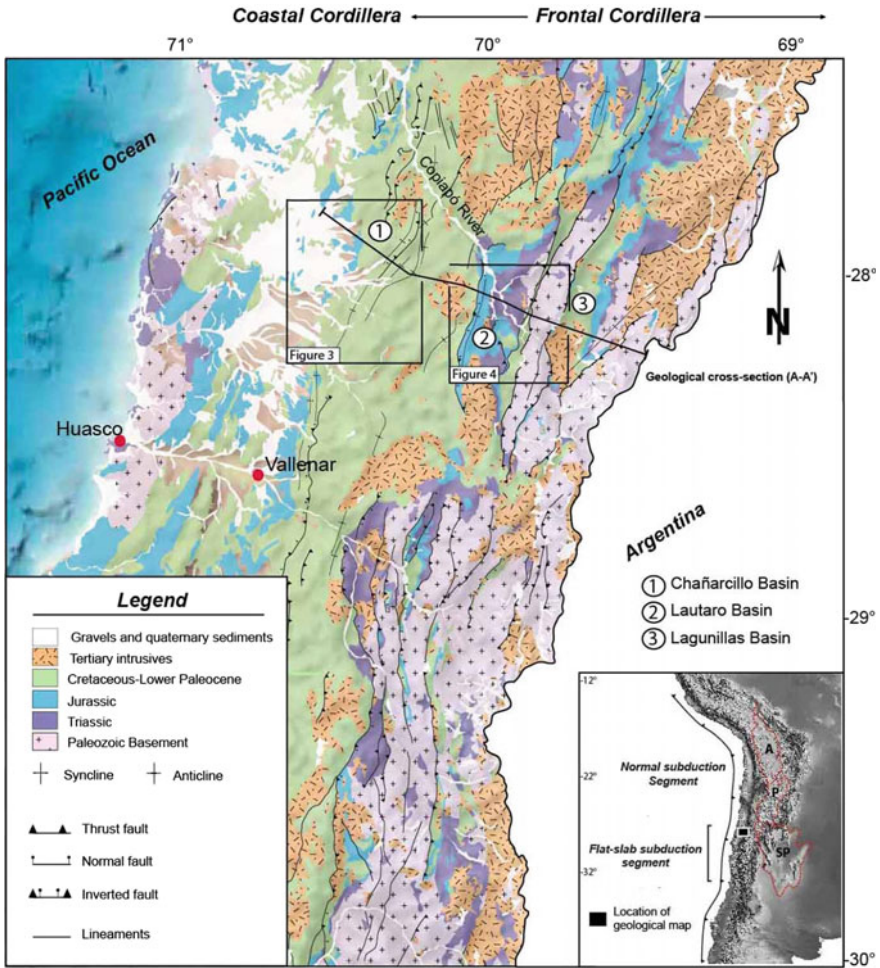 Coastal Cordillera
Frontal Cordillera
71°
70°
69°
Pacific Ocean
Copiapó River
1
28°
3
N
2
Figure 3
Figure 4
Geological cross-section (A-A')
Huasco
Vallenar
Argentina
1 Chañarcillo Basin
2 Lautaro Basin
3 Lagunillas Basin
29°
Legend
Gravels and quaternary sediments
Tertiary intrusives
Cretaceous-Lower Paleocene
Jurassic
Triassic
Paleozoic Basement
Syncline
Anticline
Thrust fault
Normal fault
Inverted fault
Lineaments
-12°
A
Normal subduction
Segment
-22°
P
Flat-slab subduction
segment
SP
-32°
Location of
geological map
30°